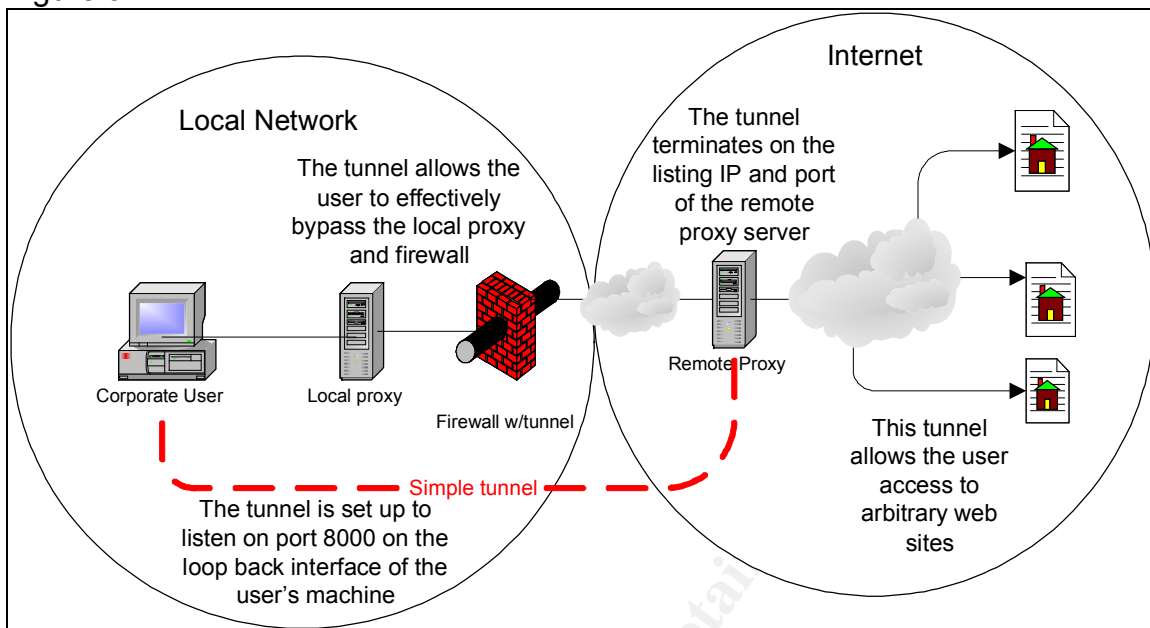 Internet
Local Network
The tunnel
terminates on the
listing IP and port
of the remote
proxy server
The tunnel allows the
user to effectively
bypass the local proxy
and firewall
Corporate User
Local proxy
Firewall w/tunnel
Remote Proxy
Simple tunnel
The tunnel is set up to
listen on port 8000 on the
loop back interface of the
user's machine
This tunnel
allows the user
access to
arbitrary web
sites